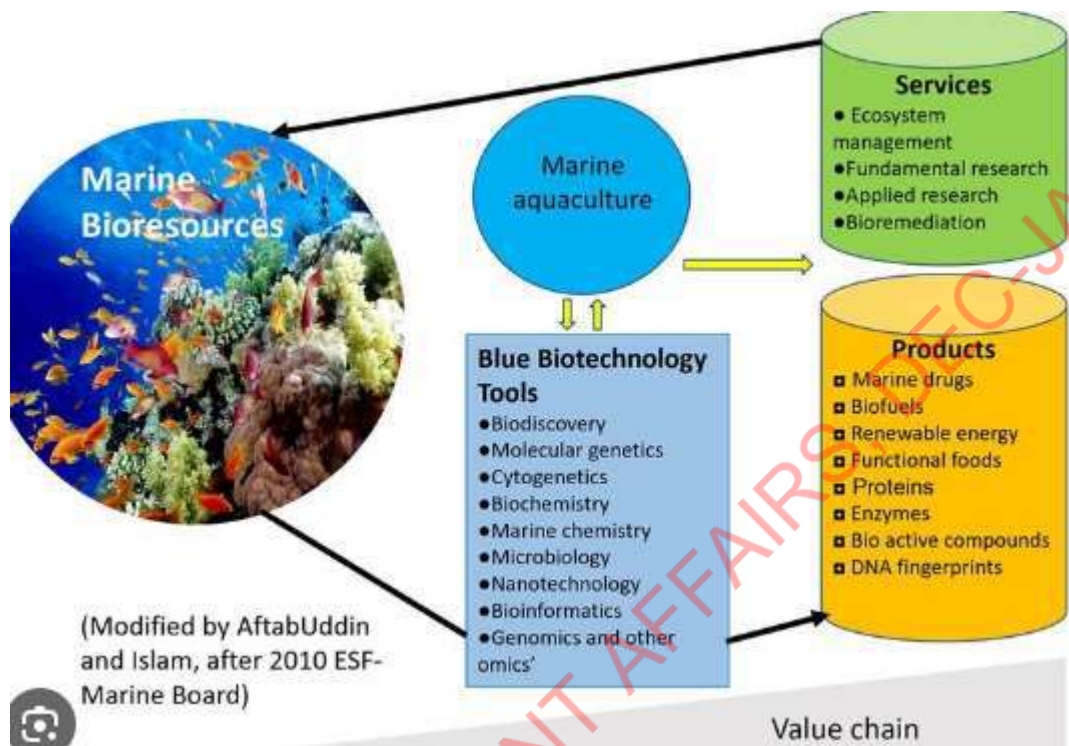 Marine
Bioresources
Marine
aquaculture
Services
● Ecosystem
management
●Fundamental research
●Applied research
●Bioremediation
Blue Biotechnology
Tools
●Biodiscovery
●Molecular genetics
●Cytogenetics
●Biochemistry
●Marine chemistry
●Microbiology
●Nanotechnology
●Bioinformatics
●Genomics and other
omics’
Products
◘ Marine drugs
◘ Biofuels
◘ Renewable energy
◘ Functional foods
◘ Proteins
◘ Enzymes
◘ Bio active compounds
◘ DNA fingerprints
(Modified by AftabUddin
and Islam, after 2010 ESF-
Marine Board)
Value chain
AFFAIRS, DEC-